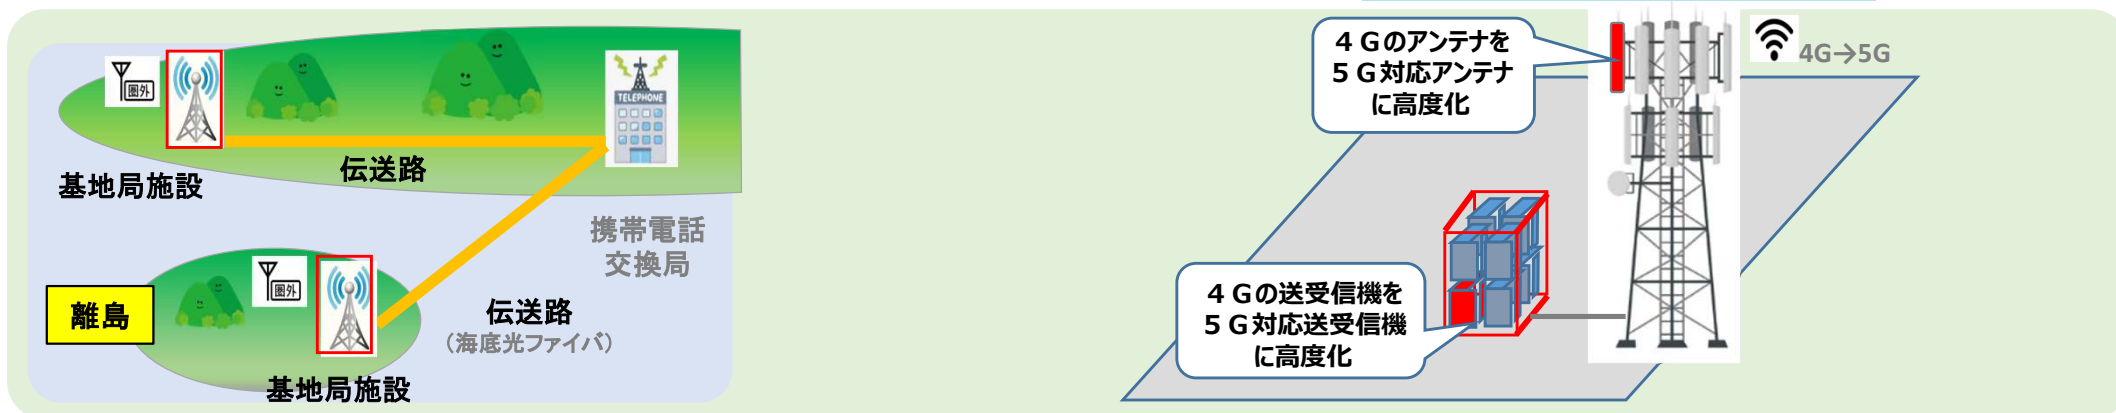 圏外
TELEPHONE
伝送路
基地局施設
携帯電話
交換局
圏外
離島
伝送路
（海底光ファイバ）
基地局施設
４Ｇのアンテナを
５Ｇ対応アンテナ
に高度化
4G→5G
４Ｇの送受信機を
５Ｇ対応送受信機
に高度化